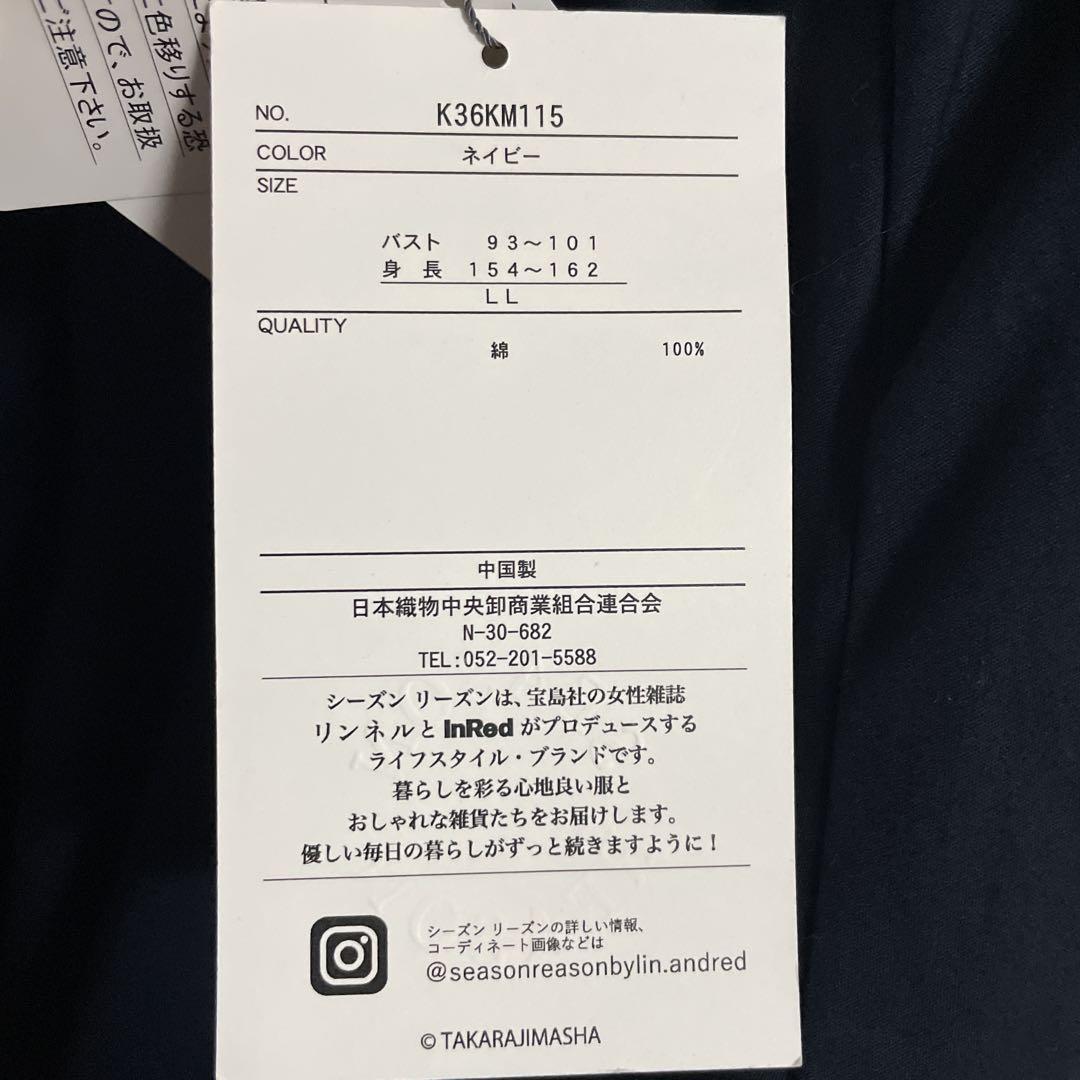 に色移りする恐
ので、お取扱
ご注意下さい。
NO. K36KM115
COLOR ネイビー
SIZE
バスト 93〜101
身 長 154〜162
LL
QUALITY
綿 100%
中国製
日本織物中央卸商業組合連合会
N-30-682
TEL:052-201-5588
シーズン リーズンは、宝島社の女性雑誌
リンネルと InRed がプロデュースする
ライフスタイル・ブランドです。
暮らしを彩る心地良い服と
おしゃれな雑貨たちをお届けします。
優しい毎日の暮らしがずっと続きますように!
シーズン リーズンの詳しい情報、
コーディネート画像などは
@seasonreasonbylin.andred
© TAKARAJIMASHA